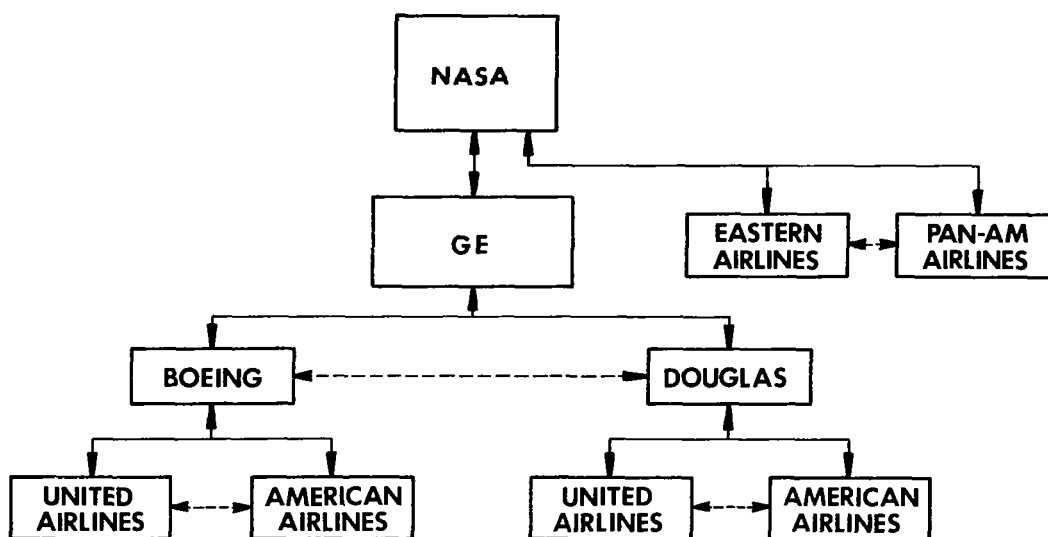 NASA
GE
EASTERN
AIRLINES
PAN-AM
AIRLINES
BOEING
DOUGLAS
UNITED
AIRLINES
AMERICAN
AIRLINES
UNITED
AIRLINES
AMERICAN
AIRLINES